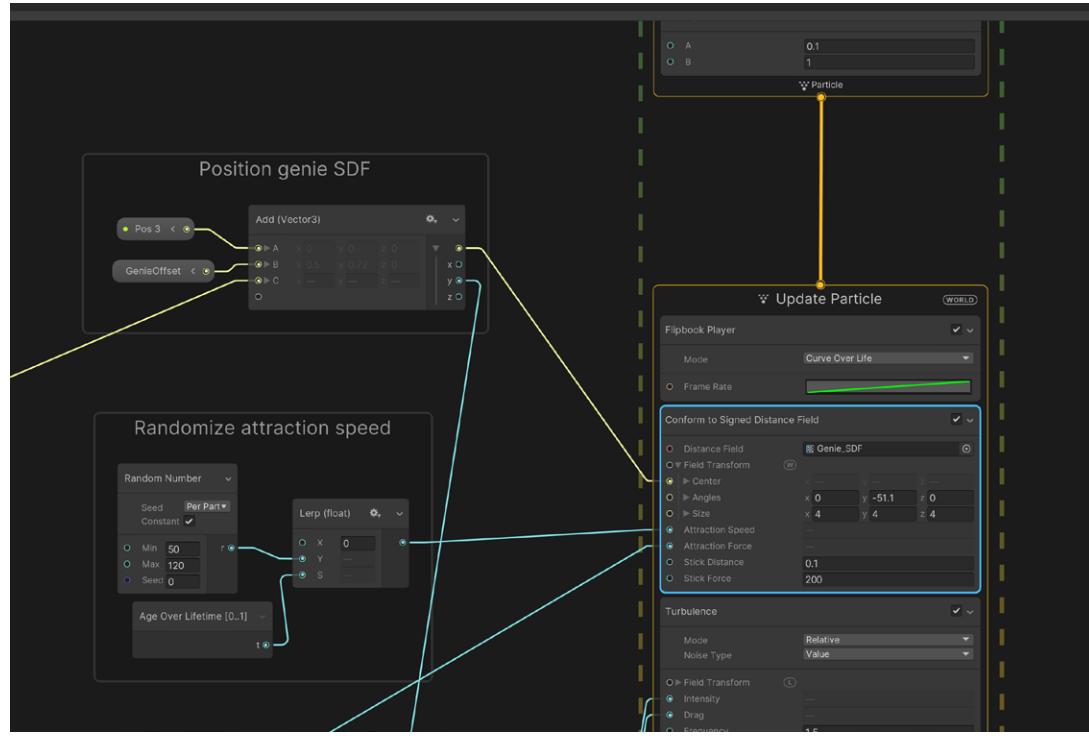 A 0.1
B 1
Particle
Position genie SDF
Pos 3 <
GenieOffset <
Add (Vector3)
A x 0 y 0 z 0
B x 0.5 y 0.72 z 0
C x — y — z —
x
y
z
Randomize attraction speed
Random Number
Seed Per Part
Constant
Min 50 r
Max 120
Seed 0
Lerp (float)
X 0
Y —
S —
Age Over Lifetime [0..1]
t
Update Particle WORLD
Flipbook Player
Mode Curve Over Life
Frame Rate
Conform to Signed Distance Field
Distance Field Genie_SDF
Field Transform W
Center x — y — z —
Angles x 0 y -51.1 z 0
Size x 4 y 4 z 4
Attraction Speed —
Attraction Force —
Stick Distance 0.1
Stick Force 200
Turbulence
Mode Relative
Noise Type Value
Field Transform L
Intensity —
Drag —
Frequency 1.5